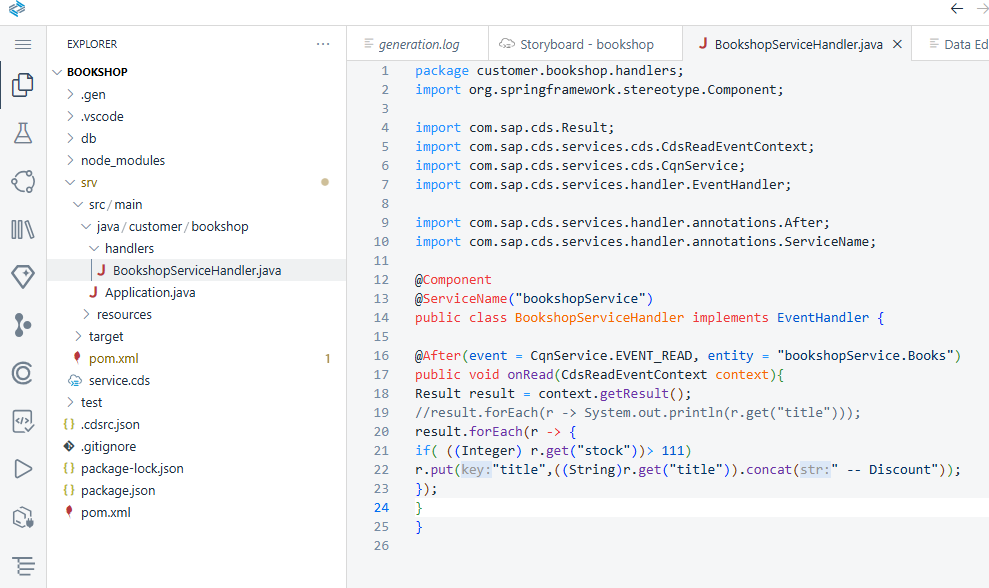 EXPLORER
BOOKSHOP
.gen
.vscode
db
node_modules
srv
src / main
java / customer / bookshop
handlers
BookshopServiceHandler.java
Application.java
resources
target
pom.xml 1
service.cds
test
.cdsrc.json
.gitignore
package-lock.json
package.json
pom.xml
generation.log
Storyboard - bookshop
BookshopServiceHandler.java
Data Ed
1 package customer.bookshop.handlers;
2 import org.springframework.stereotype.Component;
3
4 import com.sap.cds.Result;
5 import com.sap.cds.services.cds.CdsReadEventContext;
6 import com.sap.cds.services.cds.CqnService;
7 import com.sap.cds.services.handler.EventHandler;
8
9 import com.sap.cds.services.handler.annotations.After;
10 import com.sap.cds.services.handler.annotations.ServiceName;
11
12 @Component
13 @ServiceName("bookshopService")
14 public class BookshopServiceHandler implements EventHandler {
15
16 @After(event = CqnService.EVENT_READ, entity = "bookshopService.Books")
17 public void onRead(CdsReadEventContext context){
18 Result result = context.getResult();
19 //result.forEach(r -> System.out.println(r.get("title")));
20 result.forEach(r -> {
21 if( ((Integer) r.get("stock"))> 111)
22 r.put(key:"title",((String)r.get("title")).concat(str:" -- Discount"));
23 });
24 }
25 }
26